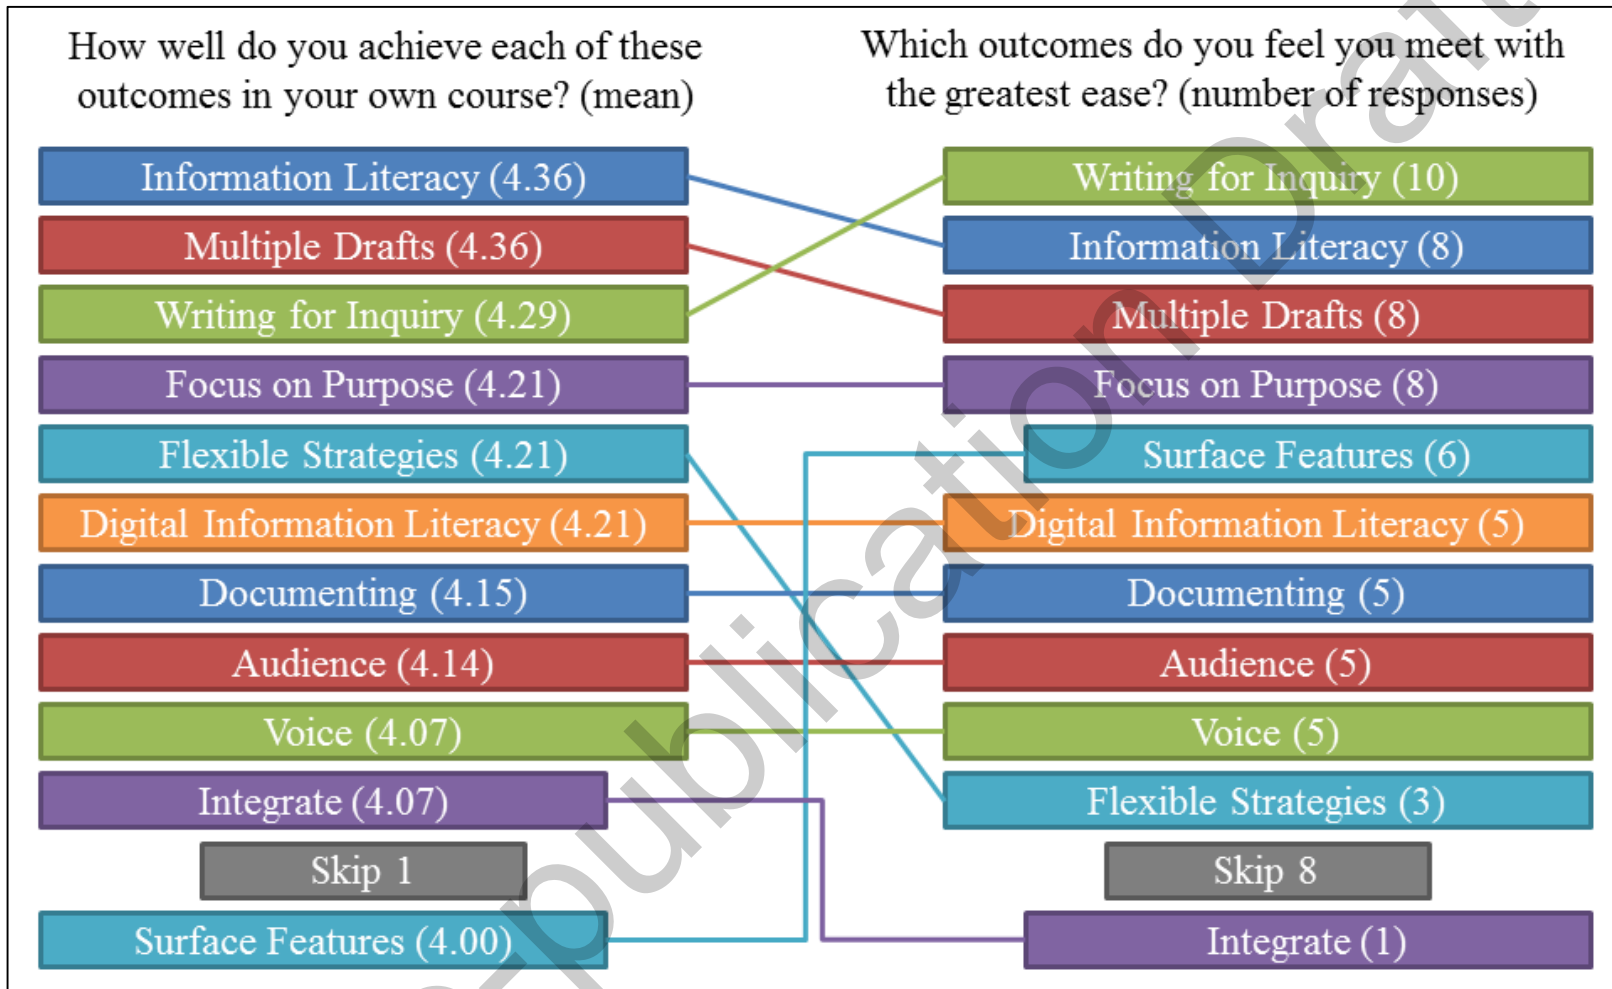 How well do you achieve each of these
outcomes in your own course? (mean)
Information Literacy (4.36)
Multiple Drafts (4.36)
Writing for Inquiry (4.29)
Focus on Purpose (4.21)
Flexible Strategies (4.21)
Digital Information Literacy (4.21)
Documenting (4.15)
Audience (4.14)
Voice (4.07)
Integrate (4.07)
Skip 1
Surface Features (4.00)
Which outcomes do you feel you meet with
the greatest ease? (number of responses)
Writing for Inquiry (10)
Information Literacy (8)
Multiple Drafts (8)
Focus on Purpose (8)
Surface Features (6)
Digital Information Literacy (5)
Documenting (5)
Audience (5)
Voice (5)
Flexible Strategies (3)
Skip 8
Integrate (1)
-publication Draft